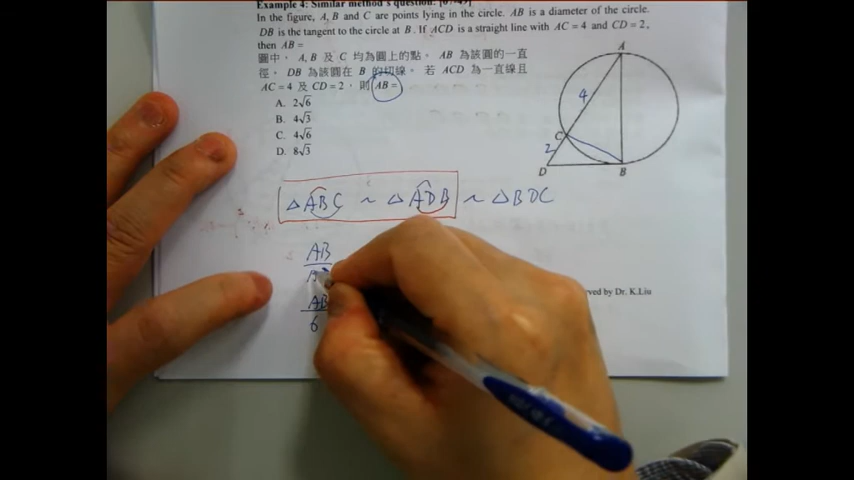 Example 4: Similar method's question. [07-49]
In the figure, A, B and C are points lying in the circle. AB is a diameter of the circle.
DB is the tangent to the circle at B. If ACD is a straight line with AC = 4 and CD = 2,
then AB =
圖中， A, B 及 C 均為圓上的點。 AB 為該圓的一直
徑， DB 為該圓在 B 的切線。 若 ACD 為一直線且
AC = 4 及 CD = 2， 則 AB =
A. 2√6
B. 4√3
C. 4√6
D. 8√3
A
4
C
2
D
B
△ABC ~ △ADB ~ △BDC
AB
AB
6
rved by Dr. K.Liu